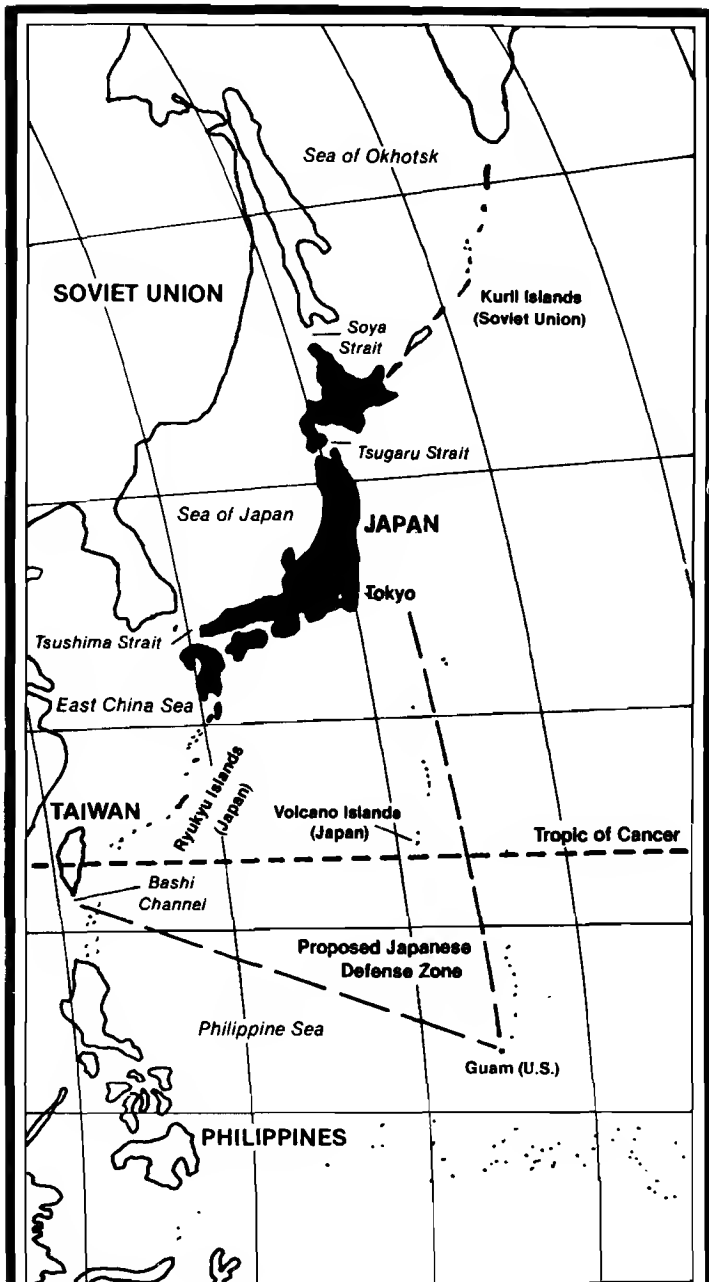 Sea of Okhotsk
SOVIET UNION
Kuril Islands
(Soviet Union)
Soya
Strait
Tsugaru Strait
Sea of Japan
JAPAN
Tokyo
Tsushima Strait
East China Sea
Ryukyu Islands
(Japan)
TAIWAN
Volcano Islands
(Japan)
Tropic of Cancer
Bashi
Channel
Proposed Japanese
Defense Zone
Philippine Sea
Guam (U.S.)
PHILIPPINES